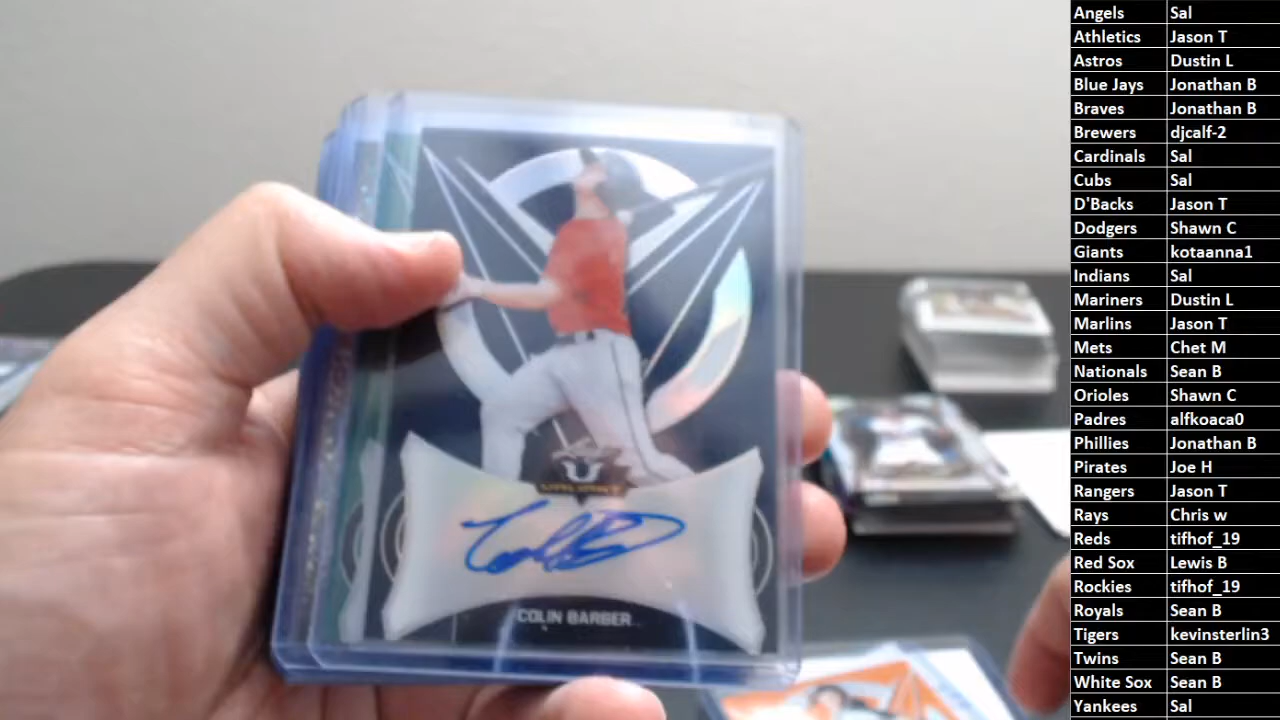 Angels Sal
Athletics Jason T
Astros Dustin L
Blue Jays Jonathan B
Braves Jonathan B
Brewers djcalf-2
Cardinals Sal
Cubs Sal
D'Backs Jason T
Dodgers Shawn C
Giants kotaanna1
Indians Sal
Mariners Dustin L
Marlins Jason T
Mets Chet M
Nationals Sean B
Orioles Shawn C
Padres alfkoaca0
Phillies Jonathan B
Pirates Joe H
Rangers Jason T
Rays Chris w
Reds tifhof_19
Red Sox Lewis B
Rockies tifhof_19
Royals Sean B
Tigers kevinsterlin3
Twins Sean B
White Sox Sean B
Yankees Sal
COLIN BARBER